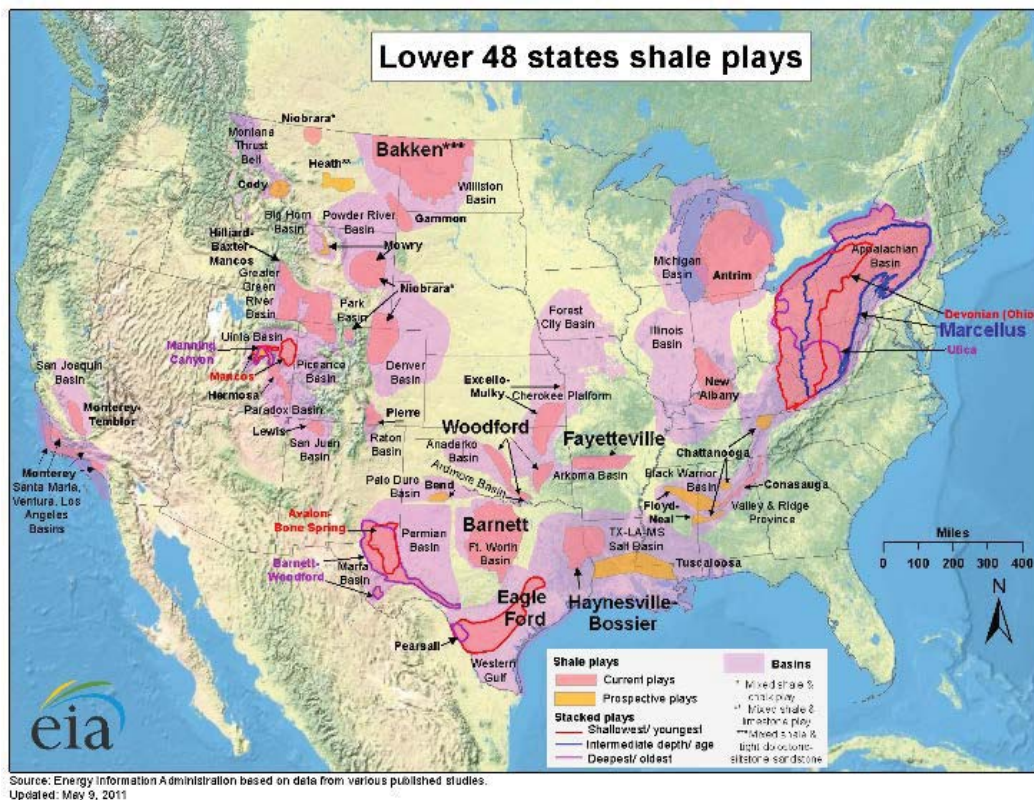 Lower 48 states shale plays
Niobrara*
Montana
Thrust
Belt
Bakken***
Heath**
Cody
Williston
Basin
Big Horn
Basin
Powder River
Basin
Gammon
Hilliard-
Baxter-
Mancos
Mowry
Greater
Green
River
Basin
Niobrara*
Park
Basin
Michigan
Basin
Antrim
Appalachian
Basin
Devonian (Ohio
Marcellus
Utica
Forest
City Basin
Illinois
Basin
Uinta Basin
Manning
Canyon
Mancos
Piceance
Basin
Denver
Basin
San Joaquin
Basin
Hermosa
Paradox Basin
Excello-
Mulky
Cherokee Platform
New
Albany
Monterey-
Temblor
Pierre
Lewis
San Juan
Basin
Raton
Basin
Woodford
Anadarko
Basin
Fayetteville
Arkoma Basin
Chattanooga
Monterey
Santa Maria,
Ventura, Los
Angeles
Basins
Palo Duro
Basin
Bend
Ardmore Basin
Black Warrior
Basin
Conasauga
Floyd-
Neal
Valley & Ridge
Province
Avalon-
Bone Spring
Permian
Basin
Barnett
Ft. Worth
Basin
TX-LA-MS
Salt Basin
Tuscaloosa
Barnett-
Woodford
Marfa
Basin
Eagle
Ford
Haynesville-
Bossier
Pearsall
Western
Gulf
Miles
0 100 200 300 400
N
Shale plays
Current plays
Prospective plays
Stacked plays
Shallowest/ youngest
Intermediate depth/ age
Deepest/ oldest
Basins
* Mixed shale &
chalk play
** Mixed shale &
limestone play
***Mixed shale &
tight dolostone-
siltstone-sandstone
eia
Source: Energy Information Administration based on data from various published studies.
Updated: May 9, 2011